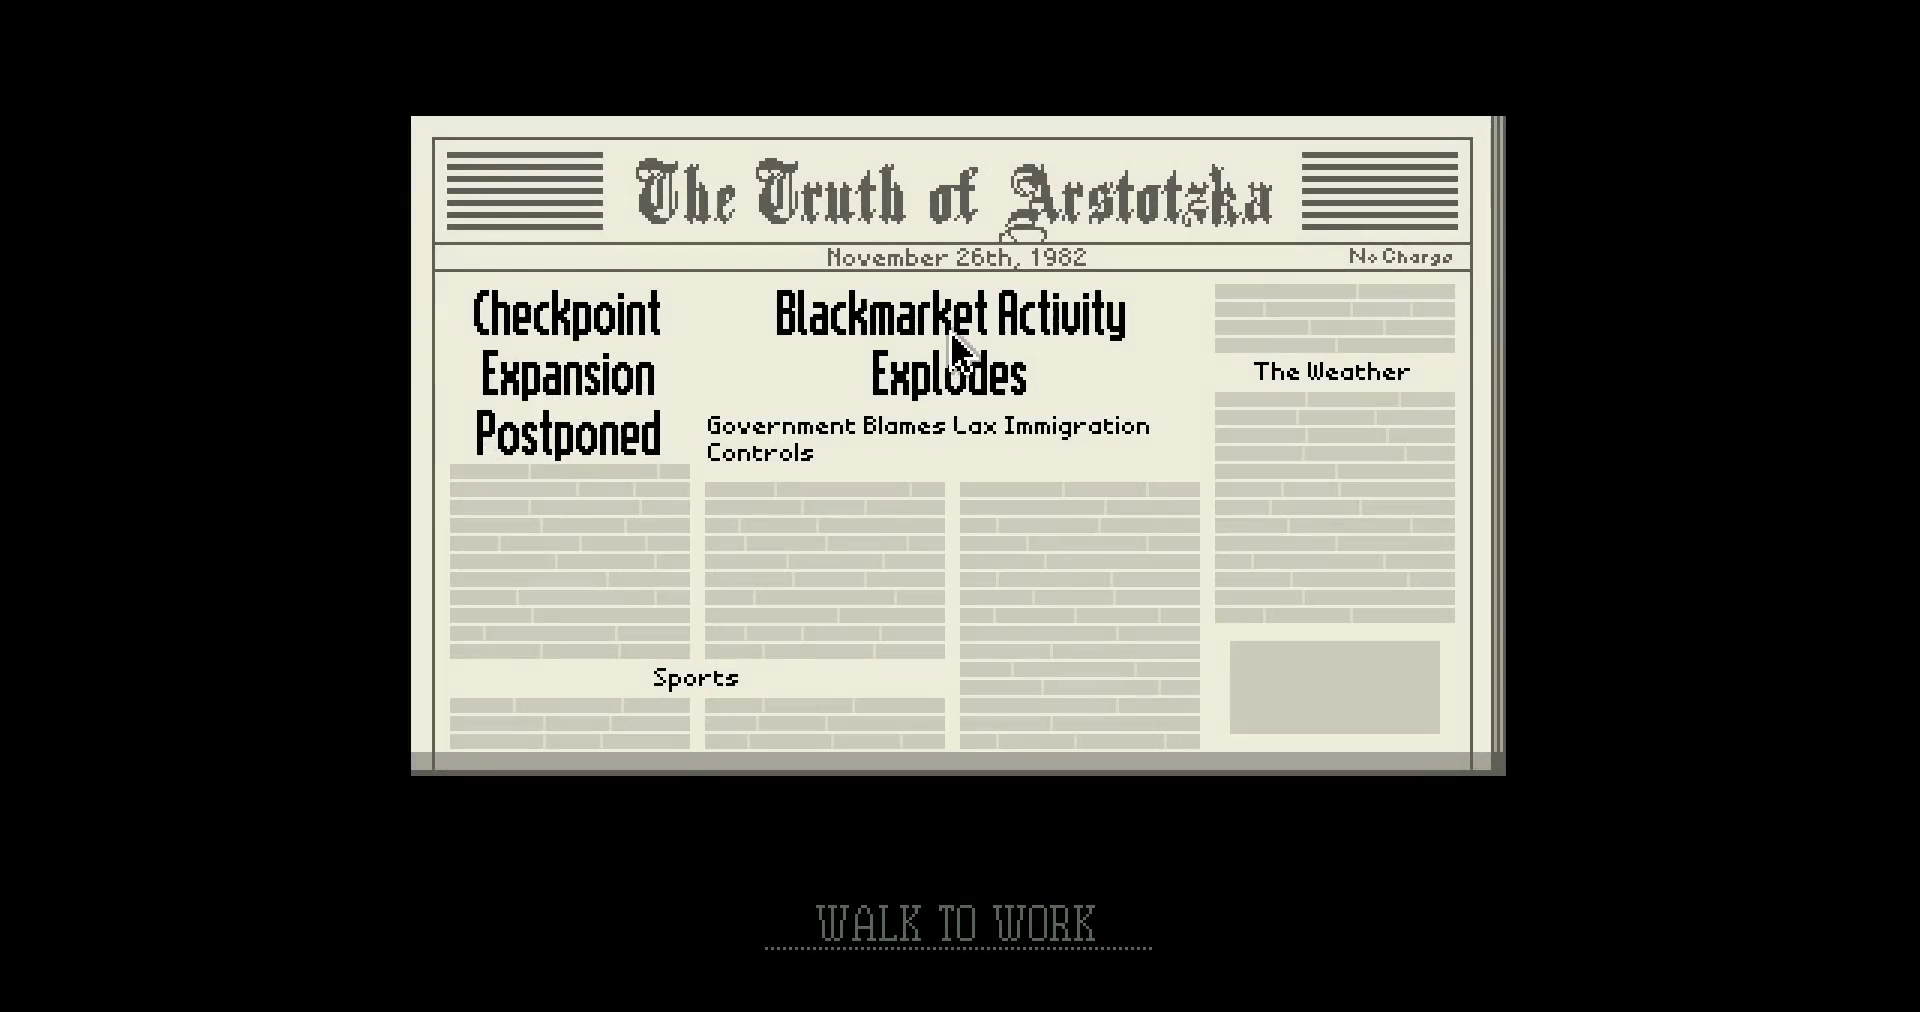 The Truth of Arstotzka
November 26th, 1982
No Charge
Checkpoint
Expansion
Postponed
Blackmarket Activity
Explodes
Government Blames Lax Immigration
Controls
The Weather
Sports
WALK TO WORK